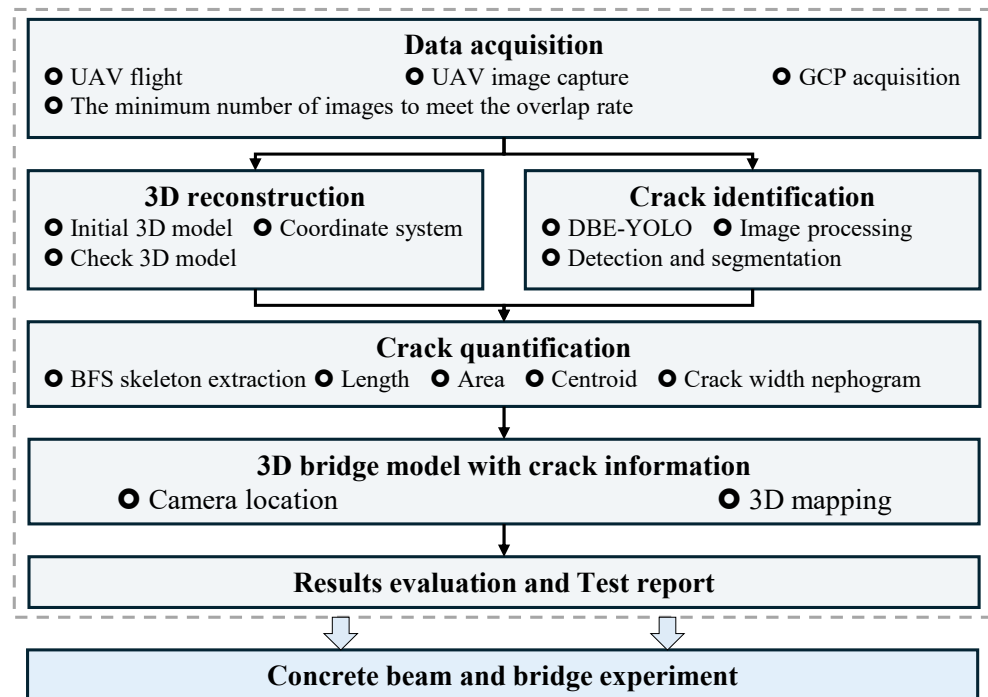 Data acquisition
UAV flight UAV image capture GCP acquisition
The minimum number of images to meet the overlap rate
3D reconstruction
Initial 3D model Coordinate system
Check 3D model
Crack identification
DBE-YOLO Image processing
Detection and segmentation
Crack quantification
BFS skeleton extraction Length Area Centroid Crack width nephogram
3D bridge model with crack information
Camera location 3D mapping
Results evaluation and Test report
Concrete beam and bridge experiment